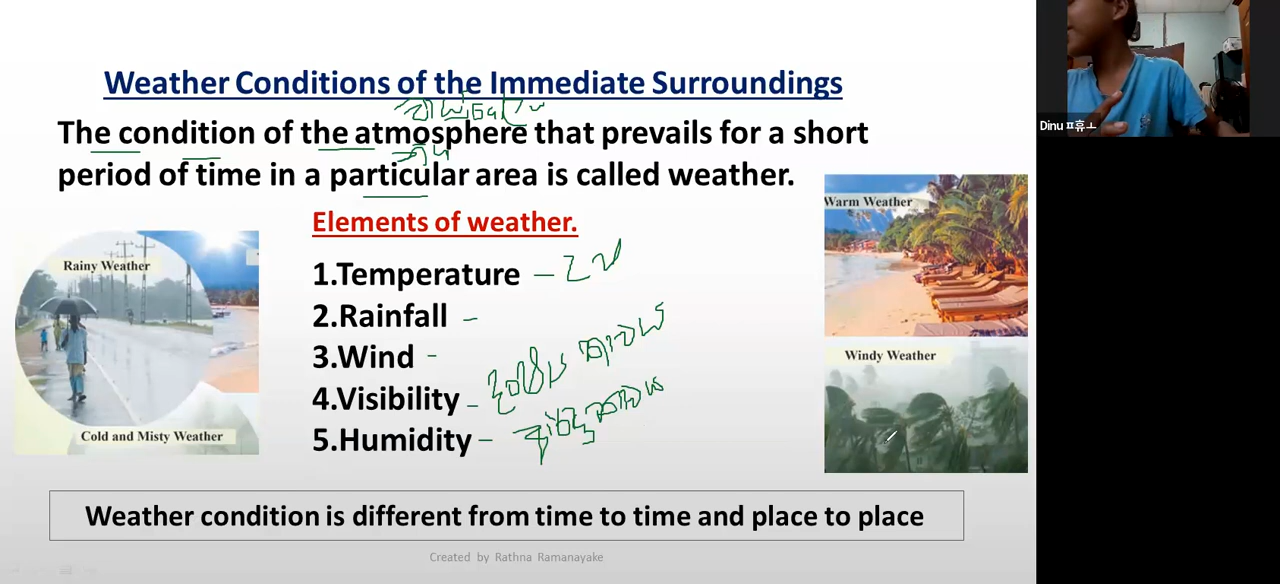 Weather Conditions of the Immediate Surroundings
The condition of the atmosphere that prevails for a short
period of time in a particular area is called weather.
Elements of weather.
1.Temperature –
2.Rainfall –
3.Wind -
4.Visibility –
5.Humidity –
Rainy Weather
Cold and Misty Weather
Warm Weather
Windy Weather
Weather condition is different from time to time and place to place
Created by Rathna Ramanayake
Dinu ㅍ휴ㅗ